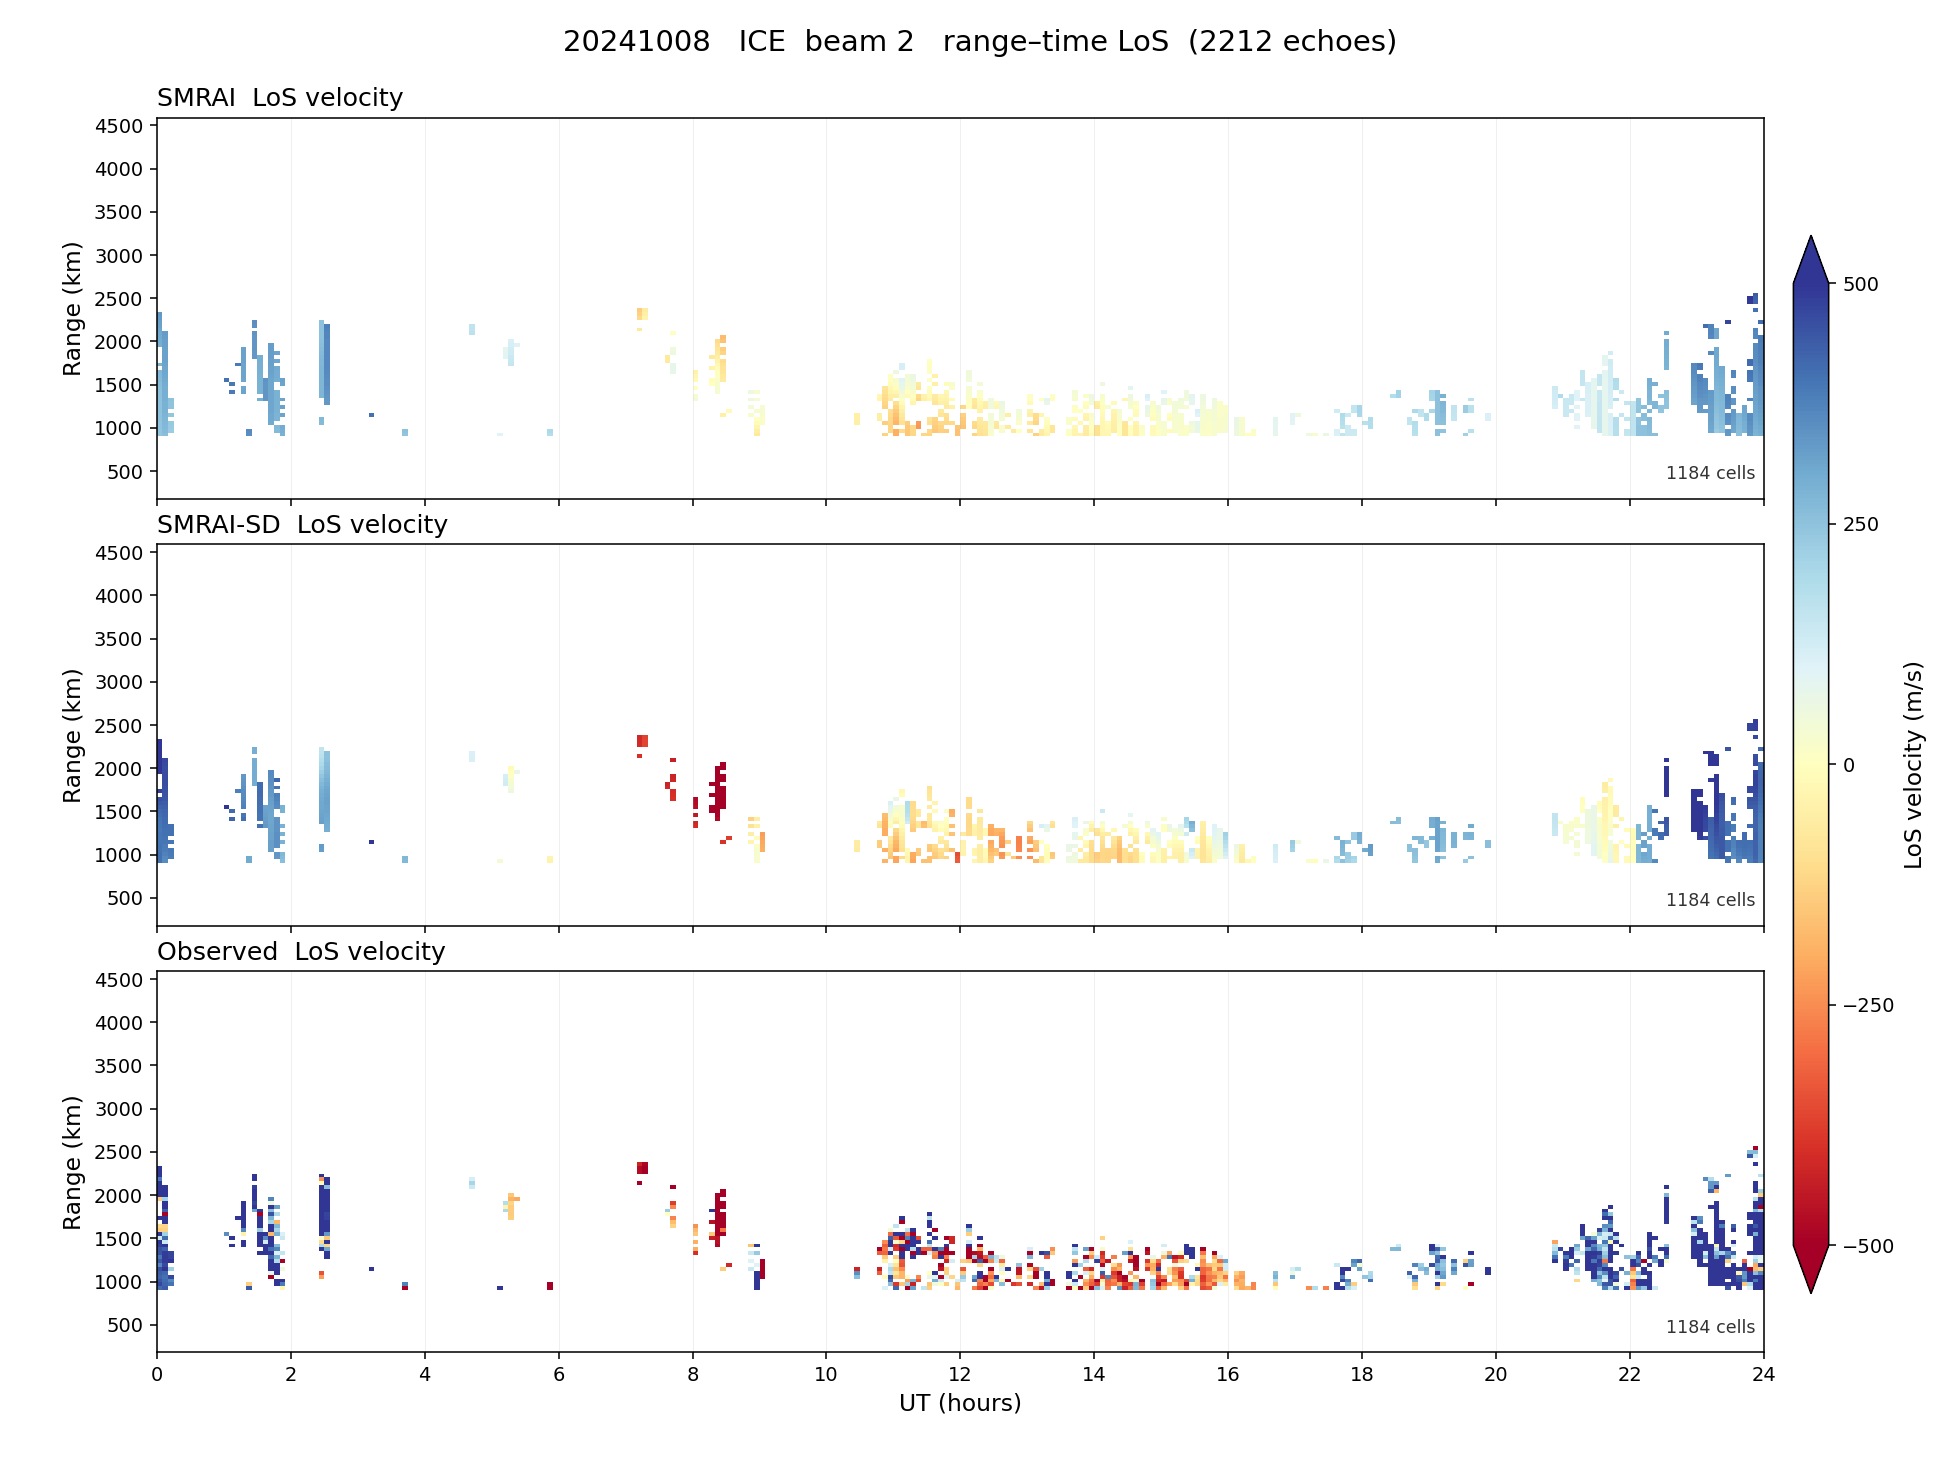 20241008   ICE  beam 2   range–time LoS  (2212 echoes)
SMRAI  LoS velocity
4500
4000
3500
3000
2500
2000
1500
1000
500
Range (km)
1184 cells
SMRAI-SD  LoS velocity
4500
4000
3500
3000
2500
2000
1500
1000
500
Range (km)
1184 cells
Observed  LoS velocity
4500
4000
3500
3000
2500
2000
1500
1000
500
Range (km)
1184 cells
0 2 4 6 8 10 12 14 16 18 20 22 24
UT (hours)
500
250
0
−250
−500
LoS velocity (m/s)